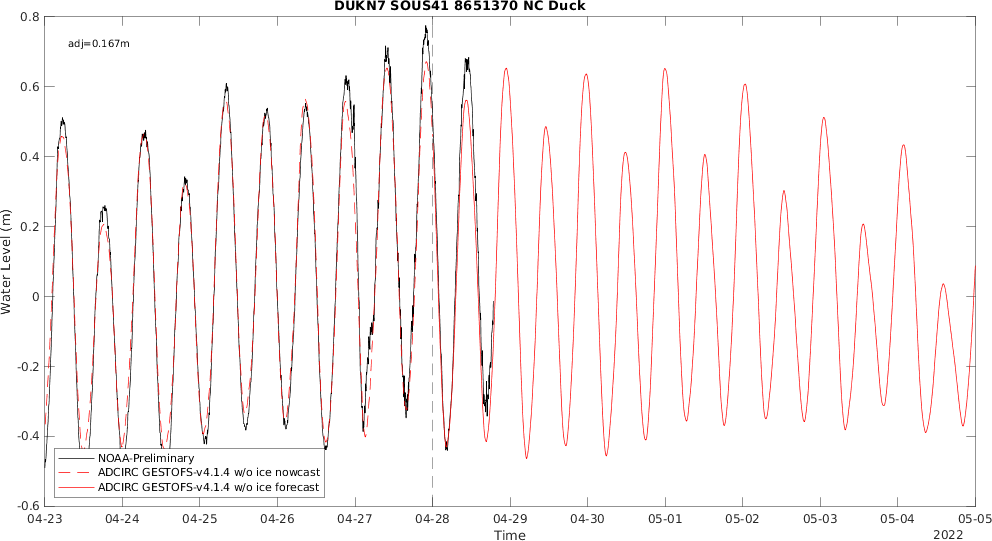 DUKN7 SOUS41 8651370 NC Duck
adj=0.167m
Water Level (m)
0.8
0.6
0.4
0.2
0
-0.2
-0.4
-0.6
NOAA-Preliminary
ADCIRC GESTOFS-v4.1.4 w/o ice nowcast
ADCIRC GESTOFS-v4.1.4 w/o ice forecast
04-23 04-24 04-25 04-26 04-27 04-28 04-29 04-30 05-01 05-02 05-03 05-04 05-05
Time
2022